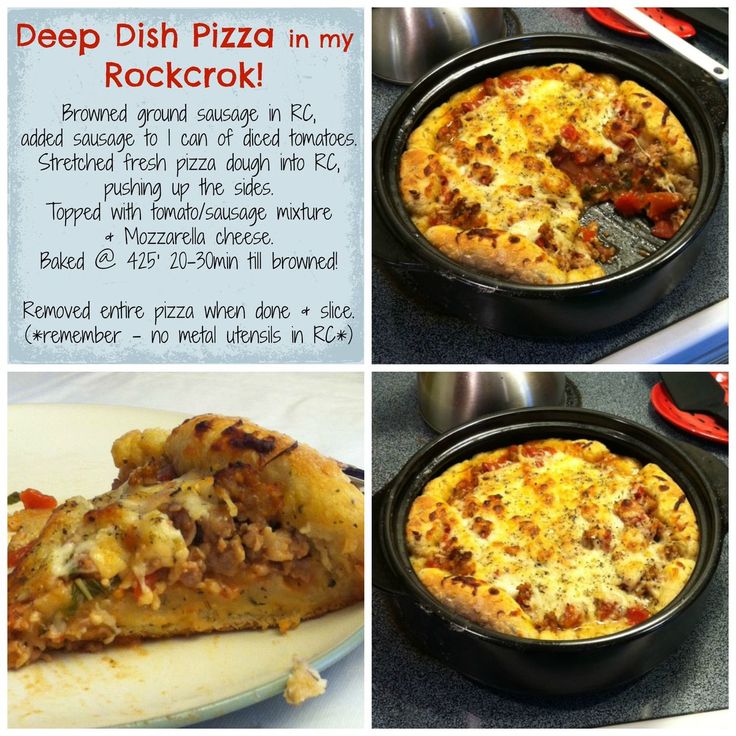 Deep Dish Pizza in my
Rockcrok!
Browned ground sausage in RC,
added sausage to 1 can of diced tomatoes.
Stretched fresh pizza dough into RC,
pushing up the sides.
Topped with tomato/sausage mixture
& Mozzarella cheese.
Baked @ 425° 20-30min till browned!
Removed entire pizza when done & slice.
(*remember - no metal utensils in RC*)